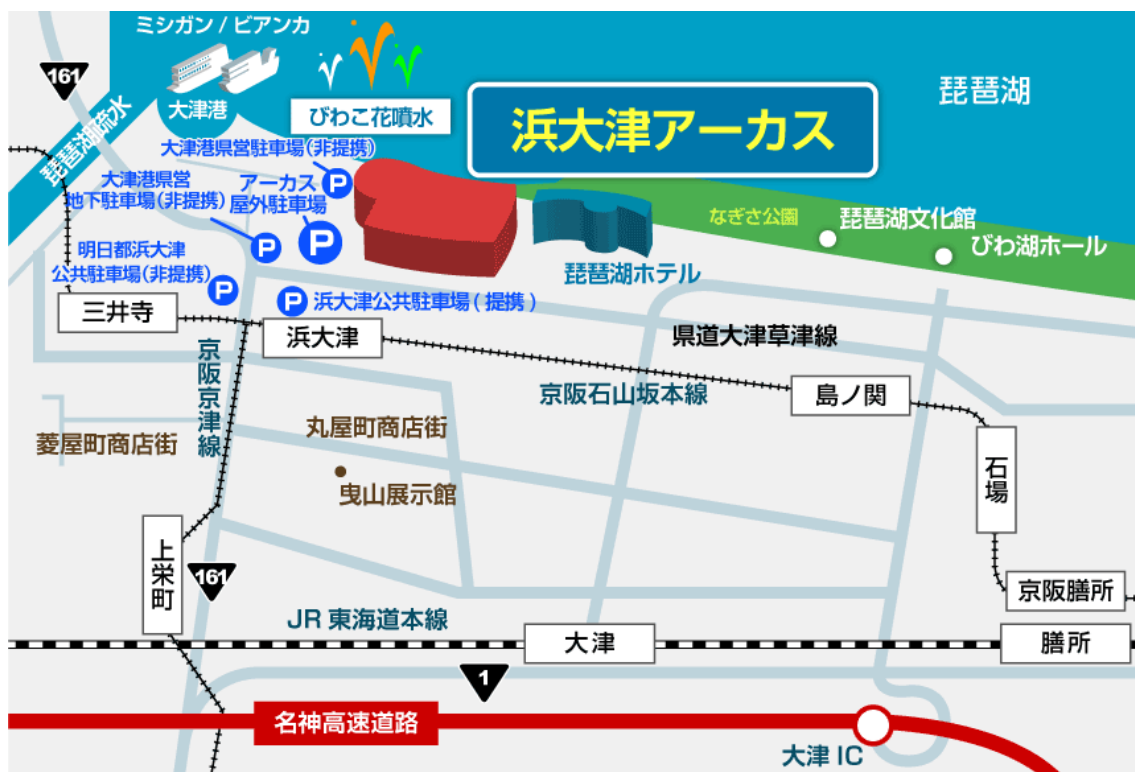 ミシガン / ビアンカ
161
大津港
びわこ花噴水
浜大津アーカス
琵琶湖
琵琶湖疏水
大津港県営駐車場(非提携)
P
大津港県営
地下駐車場(非提携)
P
アーカス
屋外駐車場
P
なぎさ公園
琵琶湖文化館
びわ湖ホール
琵琶湖ホテル
明日都浜大津
公共駐車場(非提携)
P
P
浜大津公共駐車場(提携)
三井寺
浜大津
県道大津草津線
京阪京津線
京阪石山坂本線
島ノ関
菱屋町商店街
丸屋町商店街
曳山展示館
石場
上栄町
161
京阪膳所
JR 東海道本線
大津
膳所
1
名神高速道路
大津 IC